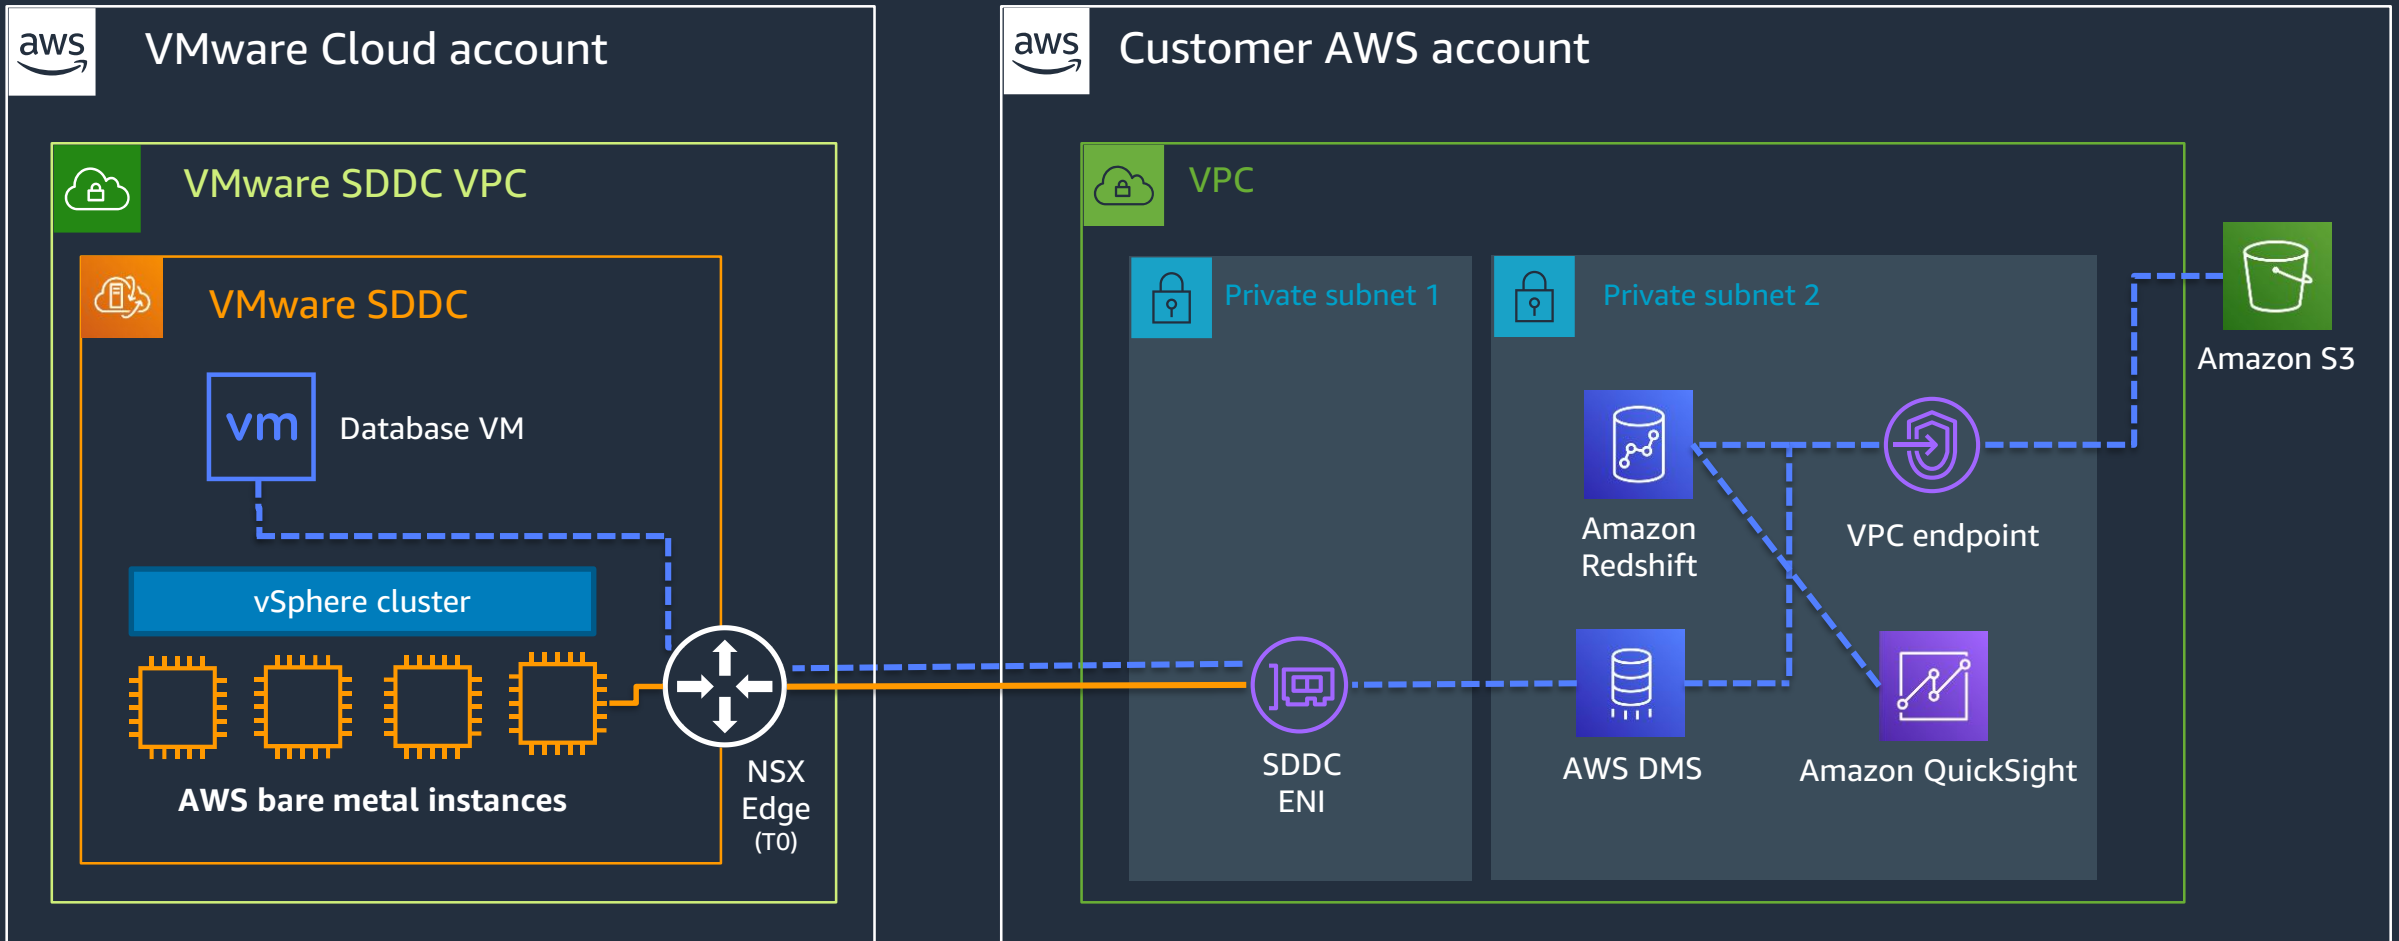 aws
VMware Cloud account
VMware SDDC VPC
VMware SDDC
vm
Database VM
vSphere cluster
AWS bare metal instances
NSX
Edge
(T0)
aws
Customer AWS account
VPC
Private subnet 1
SDDC
ENI
Private subnet 2
Amazon
Redshift
VPC endpoint
AWS DMS
Amazon QuickSight
Amazon S3